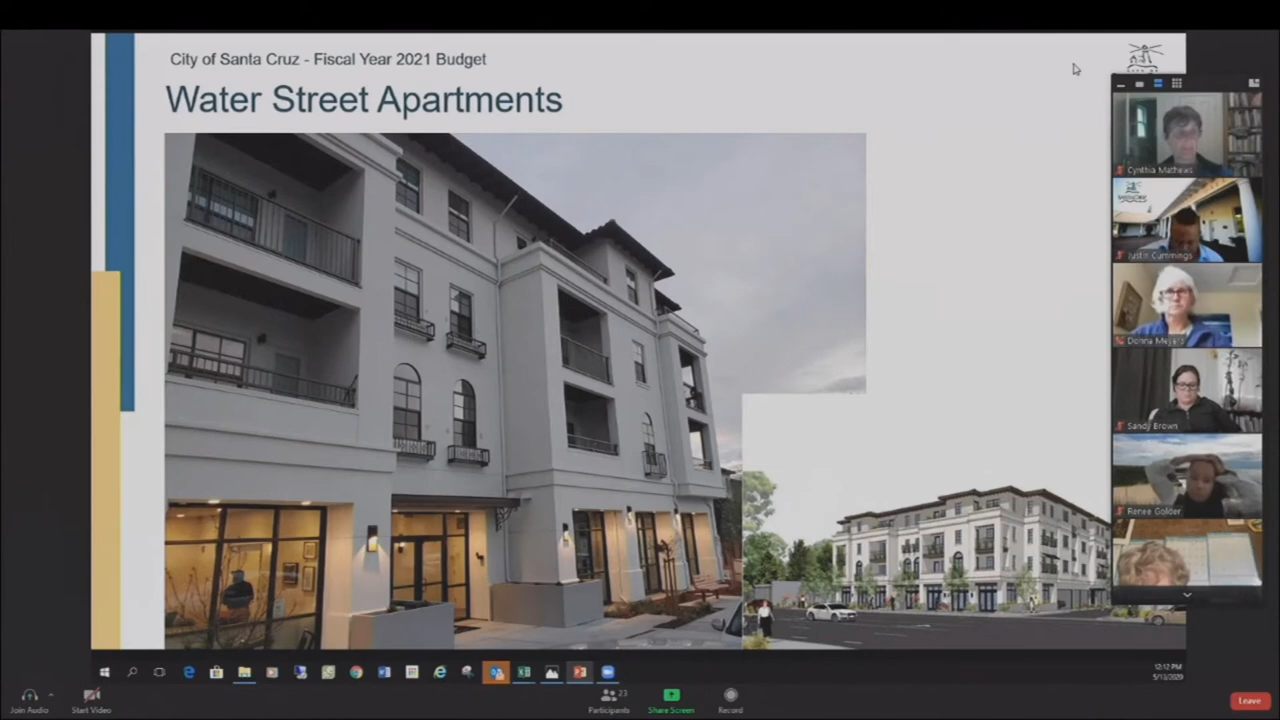 City of Santa Cruz - Fiscal Year 2021 Budget
Water Street Apartments
Cynthia Mathews
Justin Cummings
Donna Meyers
Sandy Brown
Renee Golder
12:12 PM
5/13/2020
Join Audio
Start Video
Participants
23
Share Screen
Record
Leave